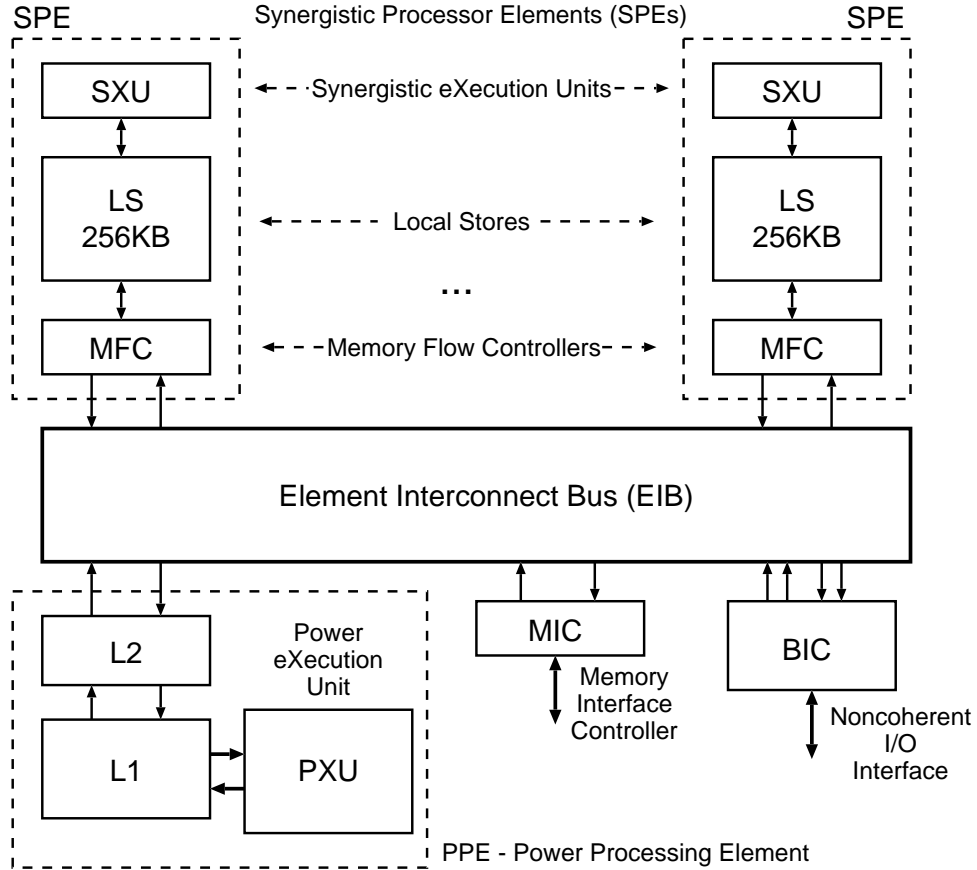 SPE
Synergistic Processor Elements (SPEs)
SPE
SXU
Synergistic eXecution Units
SXU
LS
256KB
Local Stores
LS
256KB
...
MFC
Memory Flow Controllers
MFC
Element Interconnect Bus (EIB)
L2
Power
eXecution
Unit
MIC
BIC
Memory
Interface
Controller
L1
PXU
Noncoherent
I/O
Interface
PPE - Power Processing Element